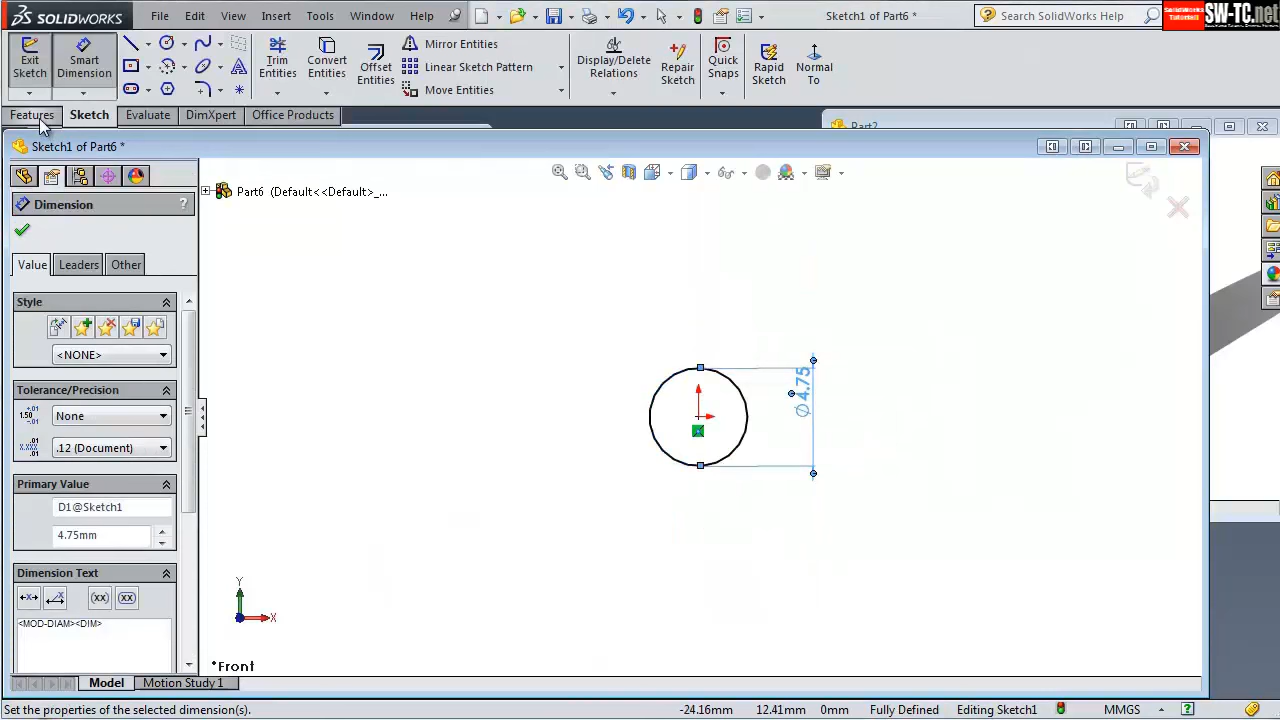 SOLIDWORKS File Edit View Insert Tools Window Help Sketch1 of Part6 * Search SolidWorks Help ? SolidWorks Tutorial! SW-TC.net
Exit Sketch
Smart Dimension
Trim Entities
Convert Entities
Offset Entities
Mirror Entities
Linear Sketch Pattern
Move Entities
Display/Delete Relations
Repair Sketch
Quick Snaps
Rapid Sketch
Normal To
Features Sketch Evaluate DimXpert Office Products
Part2
Sketch1 of Part6 *
Part6 (Default<<Default>_...
Dimension ?
Value Leaders Other
Style
<NONE>
Tolerance/Precision
None
.12 (Document)
Primary Value
D1@Sketch1
4.75mm
Dimension Text
<MOD-DIAM><DIM>
∅4.75
Y
X
*Front
Model Motion Study 1
Set the properties of the selected dimension(s). -24.16mm 12.41mm 0mm Fully Defined Editing Sketch1 MMGS ?